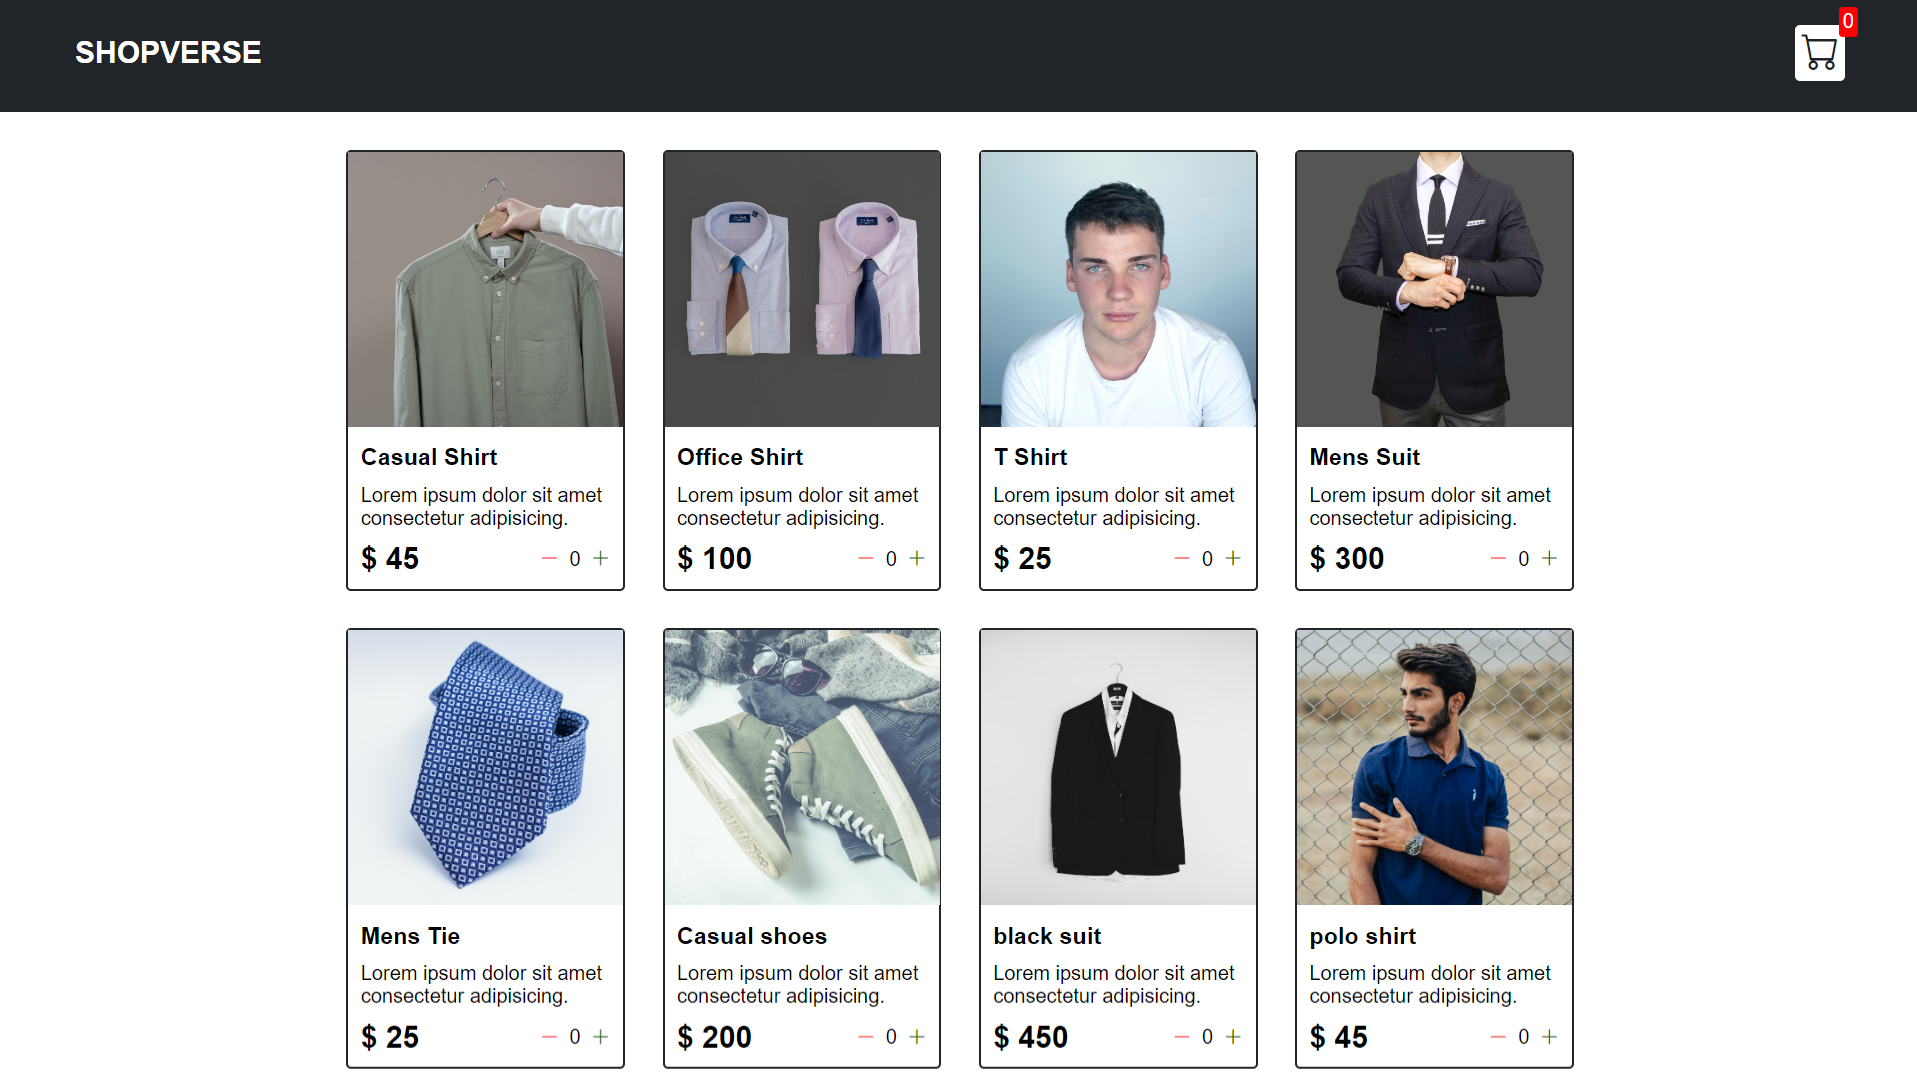 SHOPVERSE
0
Casual Shirt
Lorem ipsum dolor sit amet
consectetur adipisicing.
$ 45
0
Office Shirt
Lorem ipsum dolor sit amet
consectetur adipisicing.
$ 100
0
T Shirt
Lorem ipsum dolor sit amet
consectetur adipisicing.
$ 25
0
Mens Suit
Lorem ipsum dolor sit amet
consectetur adipisicing.
$ 300
0
Mens Tie
Lorem ipsum dolor sit amet
consectetur adipisicing.
$ 25
0
Casual shoes
Lorem ipsum dolor sit amet
consectetur adipisicing.
$ 200
0
black suit
Lorem ipsum dolor sit amet
consectetur adipisicing.
$ 450
0
polo shirt
Lorem ipsum dolor sit amet
consectetur adipisicing.
$ 45
0